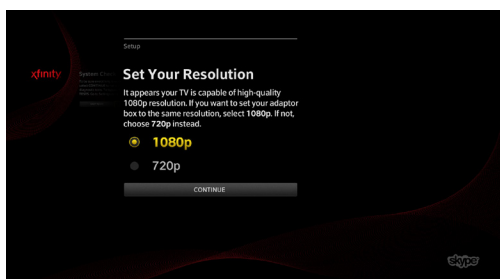 Setup
xfinity
System Chec
Set Your Resolution
It appears your TV is capable of high-quality
1080p resolution. If you want to set your adaptor
box to the same resolution, select 1080p. If not,
choose 720p instead.
1080p
720p
CONTINUE
skype